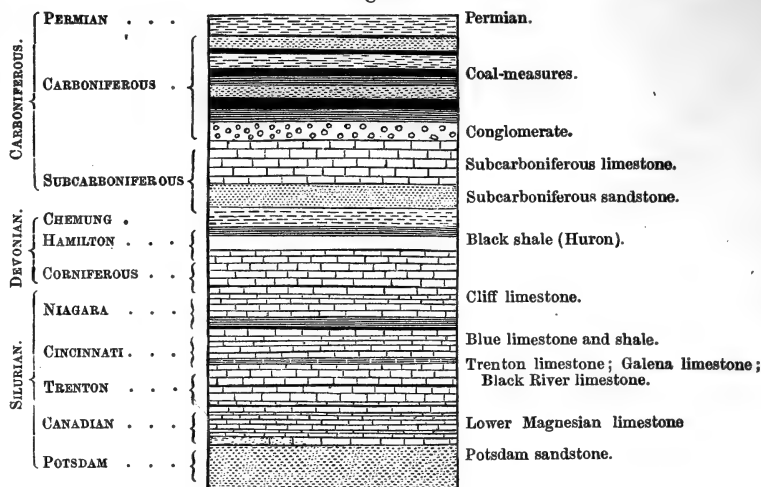 CARBONIFEROUS.
PERMIAN . . .
CARBONIFEROUS .
SUBCARBONIFEROUS
DEVONIAN.
CHEMUNG .
HAMILTON . . .
CORNIFEROUS . .
SILURIAN.
NIAGARA . . .
CINCINNATI . . .
TRENTON . . .
CANADIAN . . .
POTSDAM . . .
Permian.
Coal-measures.
Conglomerate.
Subcarboniferous limestone.
Subcarboniferous sandstone.
Black shale (Huron).
Cliff limestone.
Blue limestone and shale.
Trenton limestone; Galena limestone;
Black River limestone.
Lower Magnesian limestone
Potsdam sandstone.